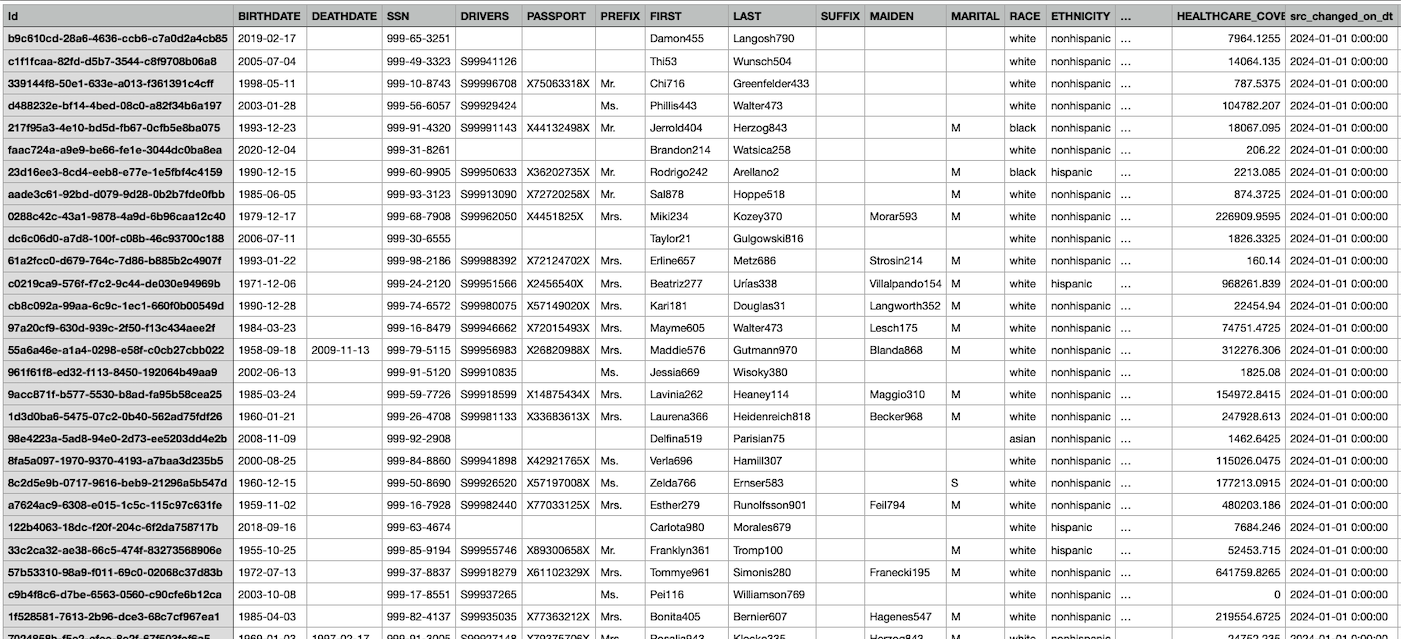 Id BIRTHDATE DEATHDATE SSN DRIVERS PASSPORT PREFIX FIRST LAST SUFFIX MAIDEN MARITAL RACE ETHNICITY ... HEALTHCARE_COVE src_changed_on_dt
b9c610cd-28a6-4636-ccb6-c7a0d2a4cb85 2019-02-17 999-65-3251 Damon455 Langosh790 white nonhispanic ... 7964.1255 2024-01-01 0:00:00
c1f1fcaa-82fd-d5b7-3544-c8f9708b06a8 2005-07-04 999-49-3323 S99941126 Thi53 Wunsch504 white nonhispanic ... 14064.135 2024-01-01 0:00:00
339144f8-50e1-633e-a013-f361391c4cff 1998-05-11 999-10-8743 S99996708 X75063318X Mr. Chi716 Greenfelder433 white nonhispanic ... 787.5375 2024-01-01 0:00:00
d488232e-bf14-4bed-08c0-a82f34b6a197 2003-01-28 999-56-6057 S99929424 Ms. Phillis443 Walter473 white nonhispanic ... 104782.207 2024-01-01 0:00:00
217f95a3-4e10-bd5d-fb67-0cfb5e8ba075 1993-12-23 999-91-4320 S99991143 X44132498X Mr. Jerrold404 Herzog843 M black nonhispanic ... 18067.095 2024-01-01 0:00:00
faac724a-a9e9-be66-fe1e-3044dc0ba8ea 2020-12-04 999-31-8261 Brandon214 Watsica258 white nonhispanic ... 206.22 2024-01-01 0:00:00
23d16ee3-8cd4-eeb8-e77e-1e5fbf4c4159 1990-12-15 999-60-9905 S99950633 X36202735X Mr. Rodrigo242 Arellano2 M black hispanic ... 2213.085 2024-01-01 0:00:00
aade3c61-92bd-d079-9d28-0b2b7fde0fbb 1985-06-05 999-93-3123 S99913090 X72720258X Mr. Sal878 Hoppe518 M white nonhispanic ... 874.3725 2024-01-01 0:00:00
0288c42c-43a1-9878-4a9d-6b96caa12c40 1979-12-17 999-68-7908 S99962050 X4451825X Mrs. Miki234 Kozey370 Morar593 M white nonhispanic ... 226909.9595 2024-01-01 0:00:00
dc6c06d0-a7d8-100f-c08b-46c93700c188 2006-07-11 999-30-6555 Taylor21 Gulgowski816 white nonhispanic ... 1826.3325 2024-01-01 0:00:00
61a2fcc0-d679-764c-7d86-b885b2c4907f 1993-01-22 999-98-2186 S99988392 X72124702X Mrs. Erline657 Metz686 Strosin214 M white nonhispanic ... 160.14 2024-01-01 0:00:00
c0219ca9-576f-f7c2-9c44-de030e94969b 1971-12-06 999-24-2120 S99951566 X2456540X Mrs. Beatriz277 Urías338 Villalpando154 M white hispanic ... 968261.839 2024-01-01 0:00:00
cb8c092a-99aa-6c9c-1ec1-660f0b00549d 1990-12-28 999-74-6572 S99980075 X57149020X Mrs. Kari181 Douglas31 Langworth352 M white nonhispanic ... 22454.94 2024-01-01 0:00:00
97a20cf9-630d-939c-2f50-f13c434aee2f 1984-03-23 999-16-8479 S99946662 X72015493X Mrs. Mayme605 Walter473 Lesch175 M white nonhispanic ... 74751.4725 2024-01-01 0:00:00
55a6a46e-a1a4-0298-e58f-c0cb27cbb022 1958-09-18 2009-11-13 999-79-5115 S99956983 X26820988X Mrs. Maddie576 Gutmann970 Blanda868 M white nonhispanic ... 312276.306 2024-01-01 0:00:00
961f61f8-ed32-f113-8450-192064b49aa9 2002-06-13 999-91-5120 S99910835 Ms. Jessia669 Wisoky380 white nonhispanic ... 1825.08 2024-01-01 0:00:00
9acc871f-b577-5530-b8ad-fa95b58cea25 1985-03-24 999-59-7726 S99918599 X14875434X Mrs. Lavinia262 Heaney114 Maggio310 M white nonhispanic ... 154972.8415 2024-01-01 0:00:00
1d3d0ba6-5475-07c2-0b40-562ad75fdf26 1960-01-21 999-26-4708 S99981133 X33683613X Mrs. Laurena366 Heidenreich818 Becker968 M white nonhispanic ... 247928.613 2024-01-01 0:00:00
98e4223a-5ad8-94e0-2d73-ee5203dd4e2b 2008-11-09 999-92-2908 Delfina519 Parisian75 asian nonhispanic ... 1462.6425 2024-01-01 0:00:00
8fa5a097-1970-9370-4193-a7baa3d235b5 2000-08-25 999-84-8860 S99941898 X42921765X Ms. Verla696 Hamill307 white nonhispanic ... 115026.0475 2024-01-01 0:00:00
8c2d5e9b-0717-9616-beb9-21296a5b547d 1960-12-15 999-50-8690 S99926520 X57197008X Ms. Zelda766 Ernser583 S white nonhispanic ... 177213.0915 2024-01-01 0:00:00
a7624ac9-6308-e015-1c5c-115c97c631fe 1959-11-02 999-16-7928 S99982440 X77033125X Mrs. Esther279 Runolfsson901 Feil794 M white nonhispanic ... 480203.186 2024-01-01 0:00:00
122b4063-18dc-f20f-204c-6f2da758717b 2018-09-16 999-63-4674 Carlota980 Morales679 white hispanic ... 7684.246 2024-01-01 0:00:00
33c2ca32-ae38-66c5-474f-83273568906e 1955-10-25 999-85-9194 S99955746 X89300658X Mr. Franklyn361 Tromp100 M white hispanic ... 52453.715 2024-01-01 0:00:00
57b53310-98a9-f011-69c0-02068c37d83b 1972-07-13 999-37-8837 S99918279 X61102329X Mrs. Tommye961 Simonis280 Franecki195 M white nonhispanic ... 641759.8265 2024-01-01 0:00:00
c9b4f8c6-d7be-6563-0560-c90cfe6b12ca 2003-10-08 999-17-8551 S99937265 Ms. Pei116 Williamson769 white nonhispanic ... 0 2024-01-01 0:00:00
1f528581-7613-2b96-dce3-68c7cf967ea1 1985-04-03 999-82-4137 S99935035 X77363212X Mrs. Bonita405 Bernier607 Hagenes547 M white nonhispanic ... 219554.6725 2024-01-01 0:00:00